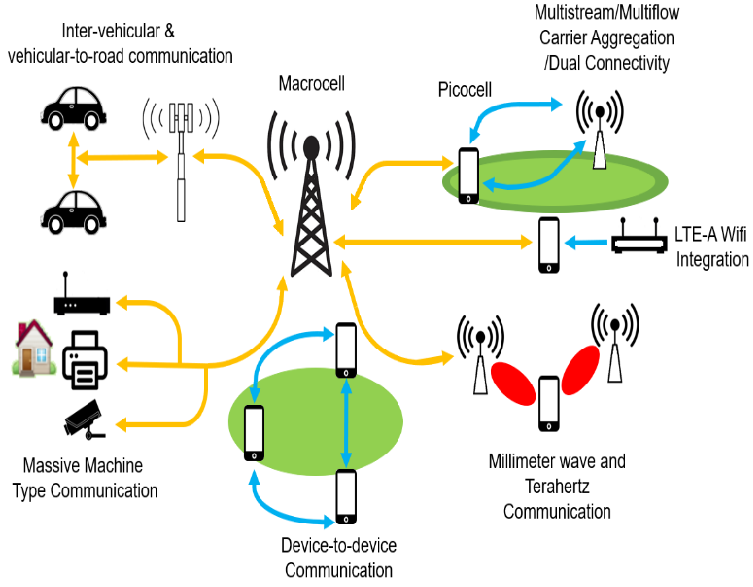 Inter-vehicular &
vehicular-to-road communication
Macrocell
Multistream/Multiflow
Carrier Aggregation
/Dual Connectivity
Picocell
LTE-A Wifi
Integration
Massive Machine
Type Communication
Millimeter wave and
Terahertz
Communication
Device-to-device
Communication